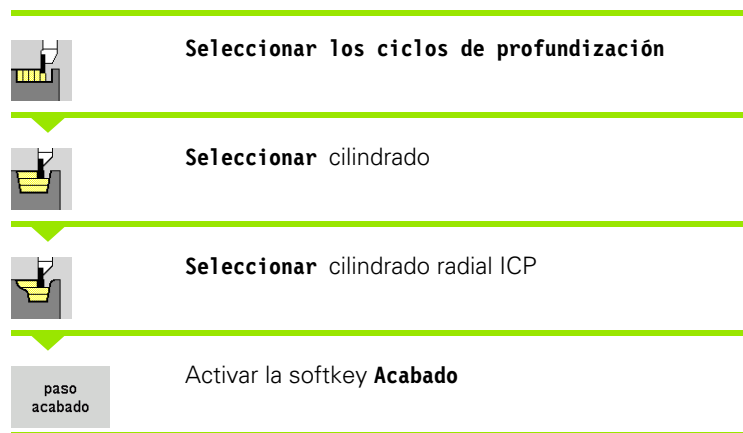 Seleccionar los ciclos de profundización
Seleccionar cilindrado
Seleccionar cilindrado radial ICP
Activar la softkey Acabado
paso
acabado